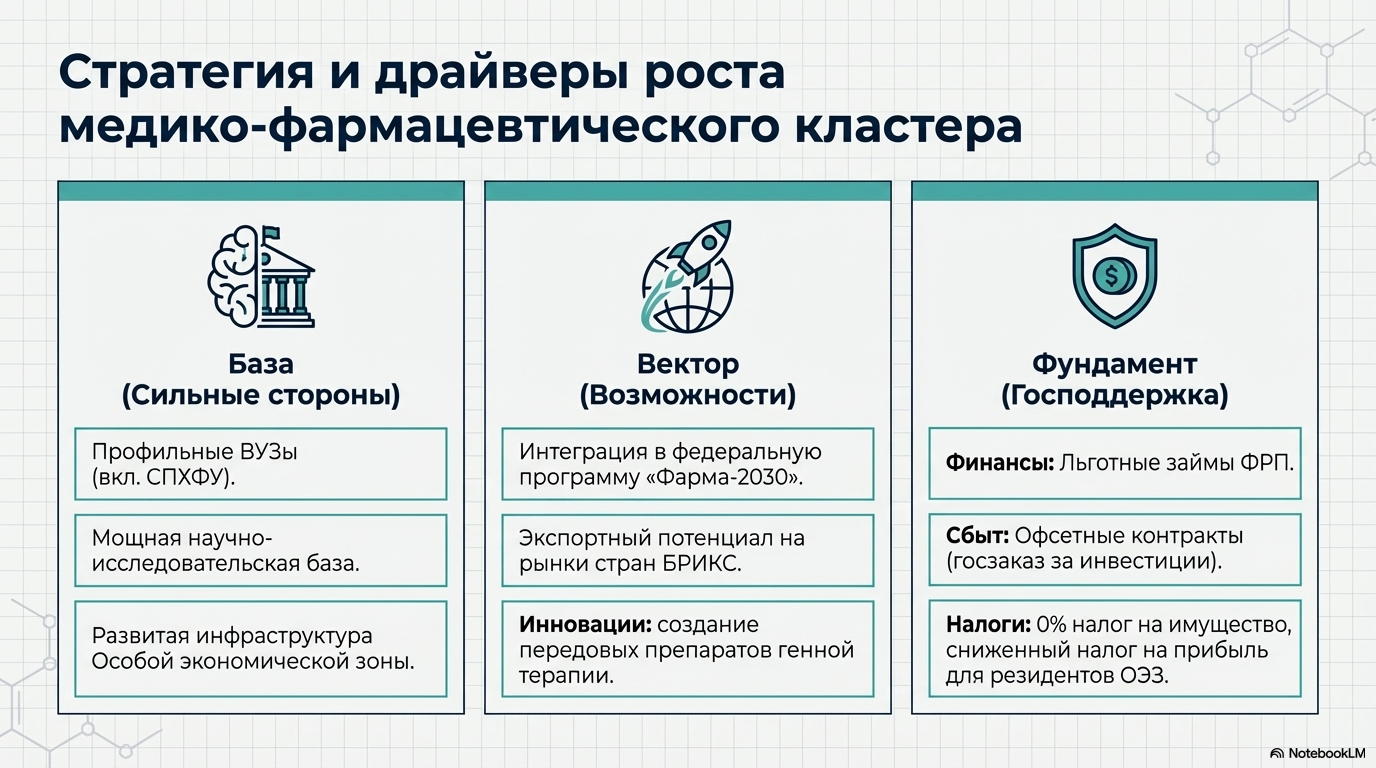 Стратегия и драйверы роста
медико-фармацевтического кластера
База
(Сильные стороны)
Профильные ВУЗы
(вкл. СПХФУ).
Мощная научно-
исследовательская база.
Развитая инфраструктура
Особой экономической зоны.
Вектор
(Возможности)
Интеграция в федеральную
программу «Фарма-2030».
Экспортный потенциал на
рынки стран БРИКС.
Инновации: создание
передовых препаратов генной
терапии.
$
Фундамент
(Господдержка)
Финансы: Льготные займы ФРП.
Сбыт: Офсетные контракты
(госзаказ за инвестиции).
Налоги: 0% налог на имущество,
сниженный налог на прибыль
для резидентов ОЭЗ.
NotebookLM